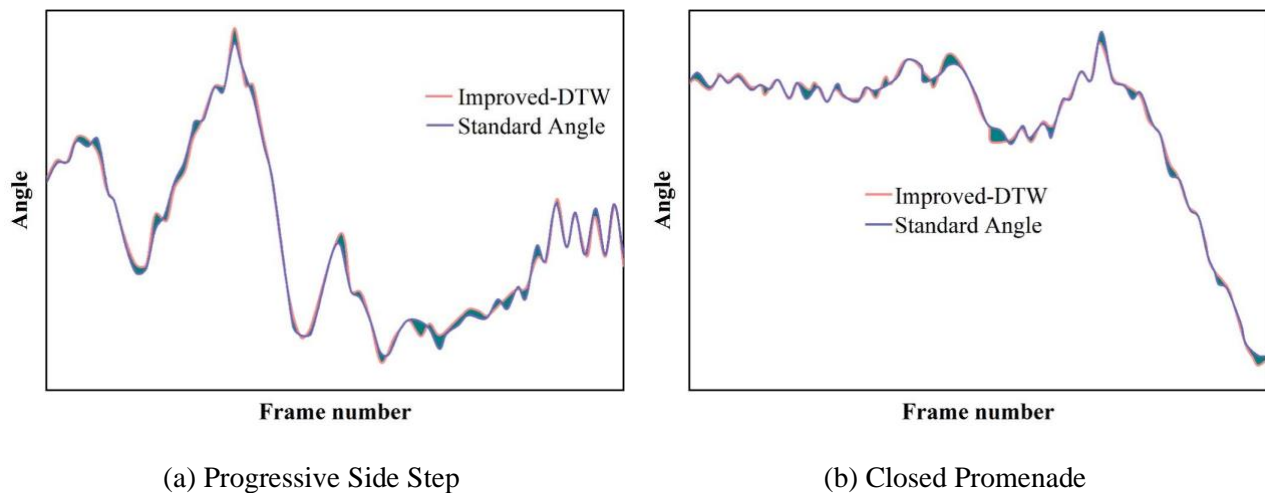 Angle
Improved-DTW
Standard Angle
Frame number
(a) Progressive Side Step
Angle
Improved-DTW
Standard Angle
Frame number
(b) Closed Promenade